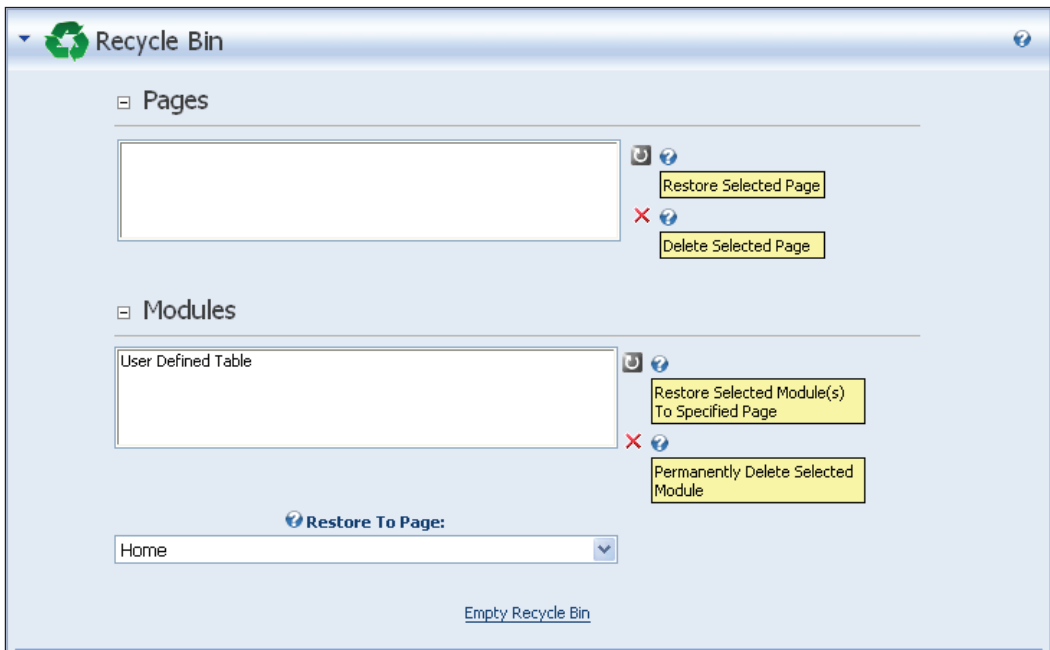 Recycle Bin
Pages
Restore Selected Page
Delete Selected Page
Modules
User Defined Table
Restore Selected Module(s)
To Specified Page
Permanently Delete Selected
Module
Restore To Page:
Home
Empty Recycle Bin